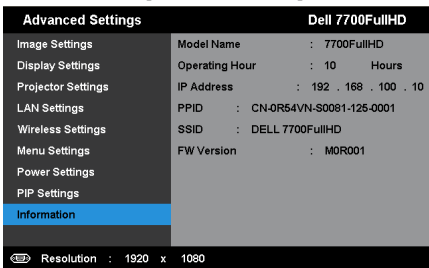 Advanced Settings Dell 7700FullHD
Image Settings
Display Settings
Projector Settings
LAN Settings
Wireless Settings
Menu Settings
Power Settings
PIP Settings
Information
Model Name : 7700FullHD
Operating Hour : 10 Hours
IP Address : 192 . 168 . 100 . 10
PPID : CN-0R54VN-S0081-125-0001
SSID : DELL 7700FullHD
FW Version : M0R001
Resolution : 1920 x 1080